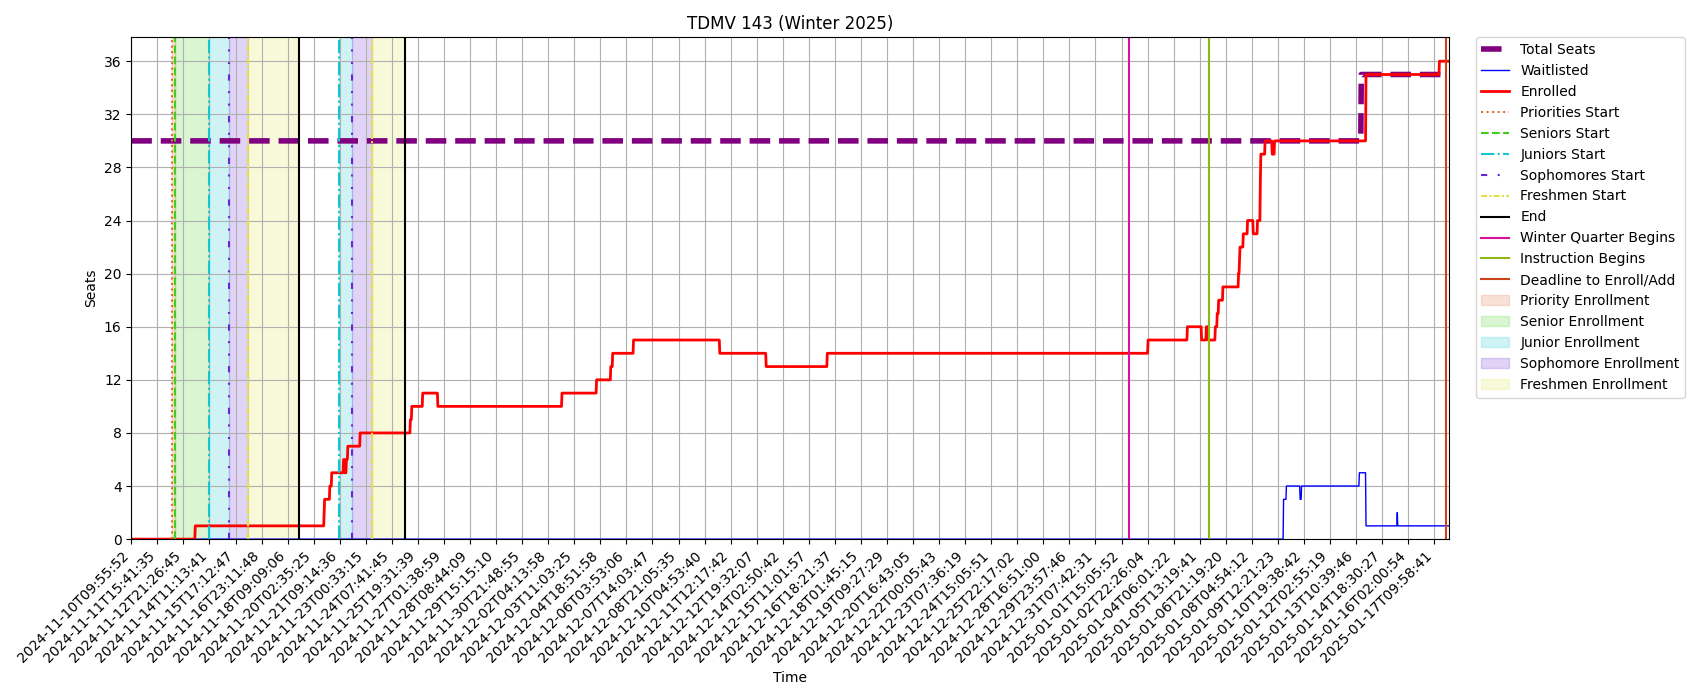 TDMV 143 (Winter 2025)
Seats
36
32
28
24
20
16
12
8
4
0
2024-11-10T09:55:52
2024-11-11T15:41:35
2024-11-12T21:26:45
2024-11-14T11:13:41
2024-11-15T17:12:47
2024-11-16T23:11:48
2024-11-18T09:09:06
2024-11-20T02:35:25
2024-11-21T09:14:36
2024-11-23T00:33:15
2024-11-24T07:41:45
2024-11-25T19:31:39
2024-11-27T01:38:59
2024-11-28T08:44:09
2024-11-29T15:15:10
2024-11-30T21:48:55
2024-12-02T04:13:58
2024-12-03T11:03:25
2024-12-04T18:51:58
2024-12-06T03:53:06
2024-12-07T14:03:47
2024-12-08T21:05:35
2024-12-10T04:53:40
2024-12-11T12:17:42
2024-12-12T19:32:07
2024-12-14T02:50:42
2024-12-15T11:01:57
2024-12-16T18:21:37
2024-12-18T01:45:15
2024-12-19T09:27:29
2024-12-20T16:43:05
2024-12-22T00:05:43
2024-12-23T07:36:19
2024-12-24T15:05:51
2024-12-25T22:17:02
2024-12-28T16:51:00
2024-12-29T23:57:46
2024-12-31T07:42:31
2025-01-01T15:05:52
2025-01-02T22:26:04
2025-01-04T06:01:22
2025-01-05T13:19:41
2025-01-06T21:19:20
2025-01-08T04:54:12
2025-01-09T12:21:23
2025-01-10T19:38:42
2025-01-12T02:55:19
2025-01-13T10:39:46
2025-01-14T18:30:27
2025-01-16T02:00:54
2025-01-17T09:58:41
Time
Total Seats
Waitlisted
Enrolled
Priorities Start
Seniors Start
Juniors Start
Sophomores Start
Freshmen Start
End
Winter Quarter Begins
Instruction Begins
Deadline to Enroll/Add
Priority Enrollment
Senior Enrollment
Junior Enrollment
Sophomore Enrollment
Freshmen Enrollment